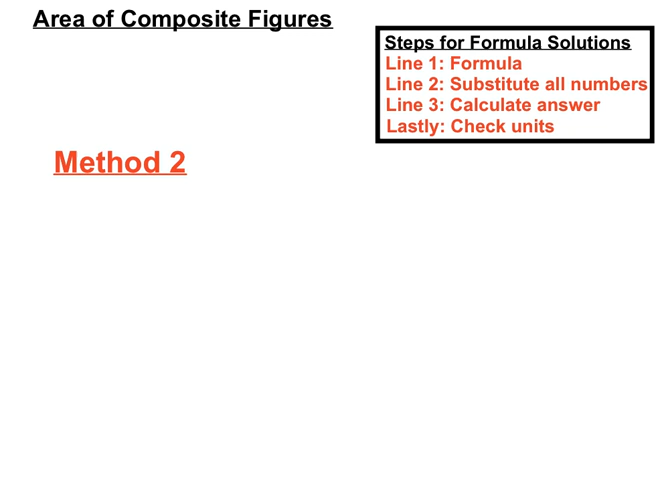 Area of Composite Figures
Steps for Formula Solutions
Line 1: Formula
Line 2: Substitute all numbers
Line 3: Calculate answer
Lastly: Check units
Method 2